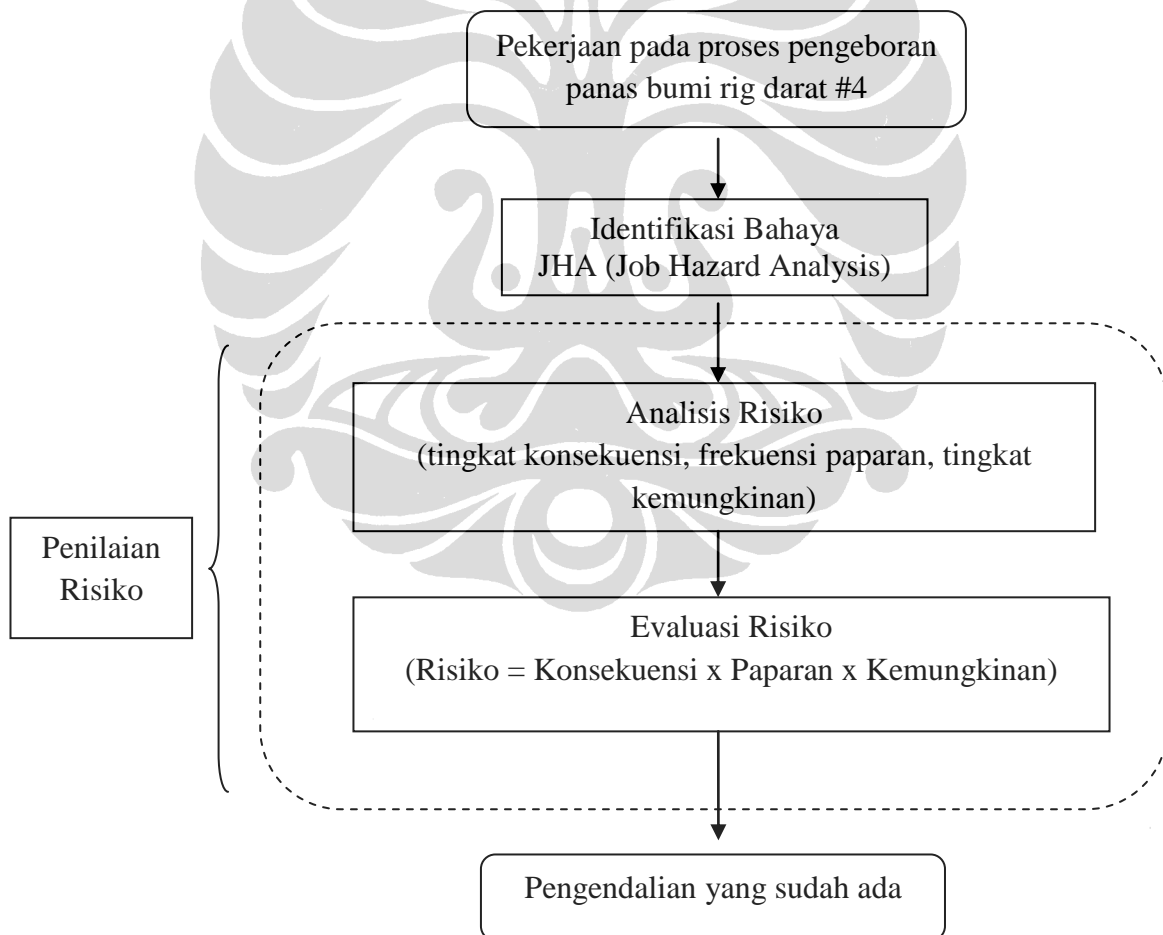 Pekerjaan pada proses pengeboran
panas bumi rig darat #4
Identifikasi Bahaya
JHA (Job Hazard Analysis)
Analisis Risiko
(tingkat konsekuensi, frekuensi paparan, tingkat
kemungkinan)
Penilaian
Risiko
Evaluasi Risiko
(Risiko = Konsekuensi x Paparan x Kemungkinan)
Pengendalian yang sudah ada